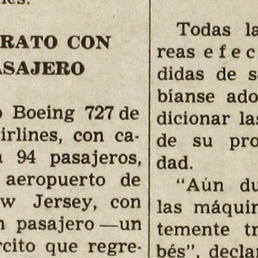 RATO CON
ASAJERO
Boeing 727 de
irlines, con ca-
94 pasajeros,
aeropuerto de
w Jersey, con
n pasajero — un
rcito que regre-
Todas la
reas efec
didas de s
bíanse ado
dicionar las
de su pro
dad.
"Aún du
las máquin
temente tr
bés", declar